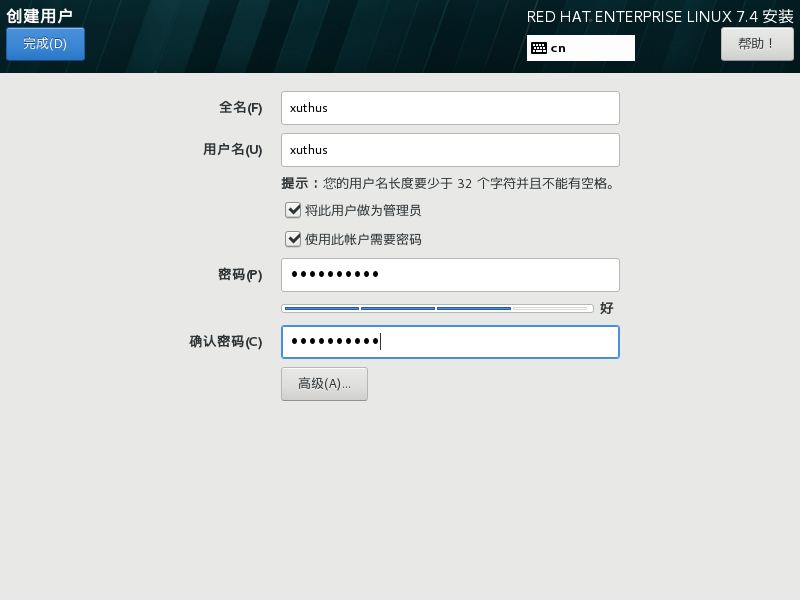 创建用户
RED HAT ENTERPRISE LINUX 7.4 安装
完成(D)
cn
帮助！
全名(F)
xuthus
用户名(U)
xuthus
提示：您的用户名长度要少于 32 个字符并且不能有空格。
将此用户做为管理员
使用此帐户需要密码
密码(P)
●●●●●●●●●●
好
确认密码(C)
●●●●●●●●●●
高级(A)...